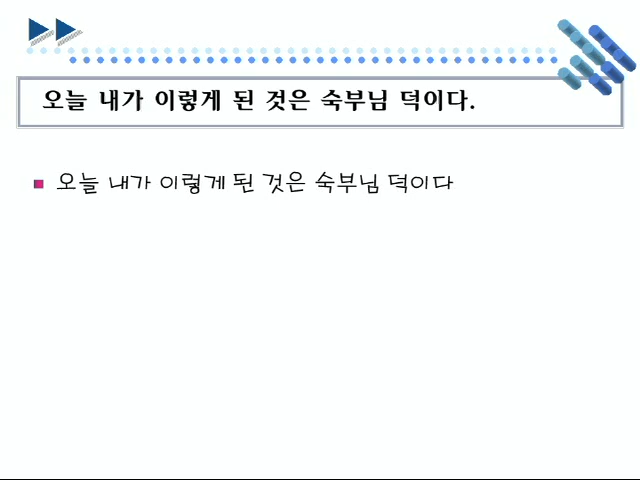 오늘 내가 이렇게 된 것은 숙부님 덕이다.
오늘 내가 이렇게 된 것은 숙부님 덕이다